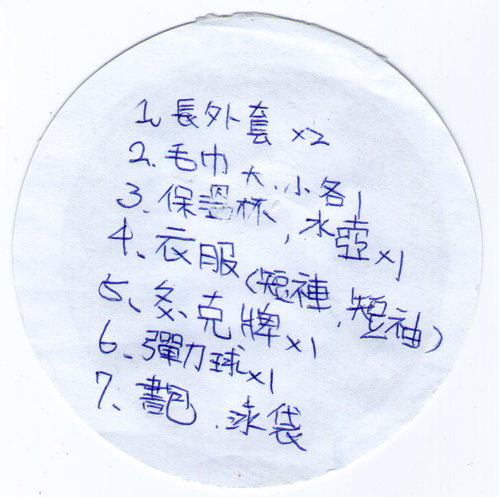 1、長外套 x2
2、毛巾 大、小各1
3、保溫杯,水壺x1
4、衣服(短褲、短袖)
5、多克牌x1
6、彈力球x1
7、書包、泳袋